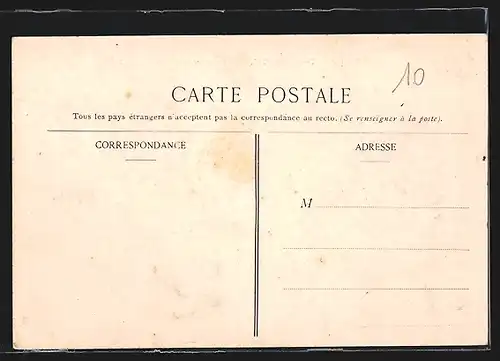 10
CARTE POSTALE
Tous les pays étrangers n'acceptent pas la correspondance au recto. (Se renseigner à la poste).
CORRESPONDANCE
ADRESSE
M